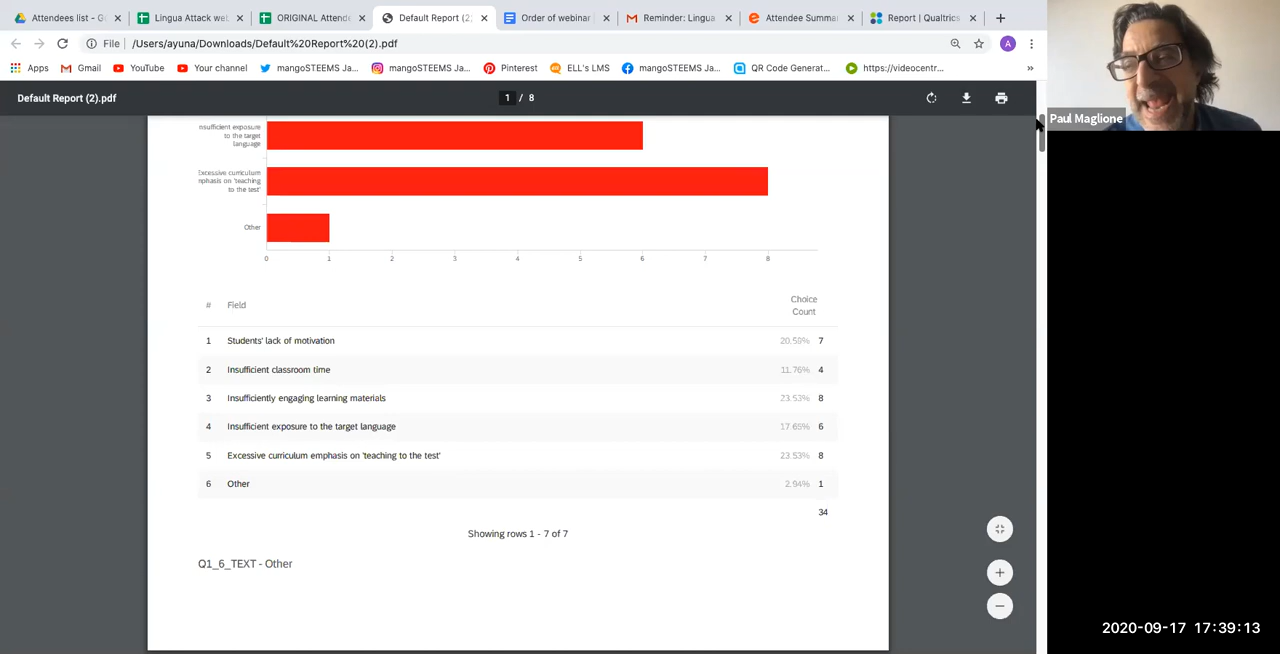 Attendees list - G
Lingua Attack we
ORIGINAL Attende
Default Report (2
Order of webinar
Reminder: Lingua
Attendee Summa
Report | Qualtrics
File
/Users/ayuna/Downloads/Default%20Report%20(2).pdf
A
Apps
Gmail
YouTube
Your channel
mangoSTEEMS Ja...
mangoSTEEMS Ja...
Pinterest
ELL's LMS
mangoSTEEMS Ja...
QR Code Generat...
https://videocentr...
»
Default Report (2).pdf
1 / 8
Paul Maglione
nsufficient exposure
to the target
language
Excessive curriculum
mphasis on 'teaching
to the test'
Other
0 1 2 3 4 5 6 7 8
# Field Choice
Count
1 Students' lack of motivation 20.59% 7
2 Insufficient classroom time 11.76% 4
3 Insufficiently engaging learning materials 23.53% 8
4 Insufficient exposure to the target language 17.65% 6
5 Excessive curriculum emphasis on 'teaching to the test' 23.53% 8
6 Other 2.94% 1
34
Showing rows 1 - 7 of 7
Q1_6_TEXT - Other
2020-09-17 17:39:13